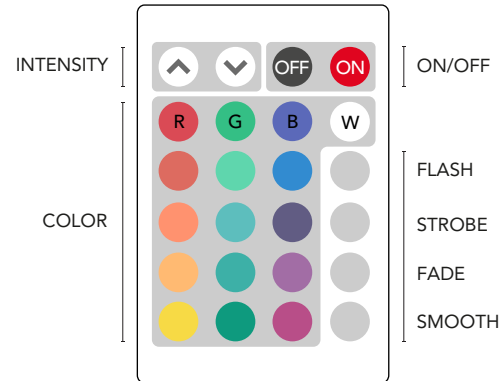 INTENSITY
OFF
ON
ON/OFF
R
G
B
W
COLOR
FLASH
STROBE
FADE
SMOOTH